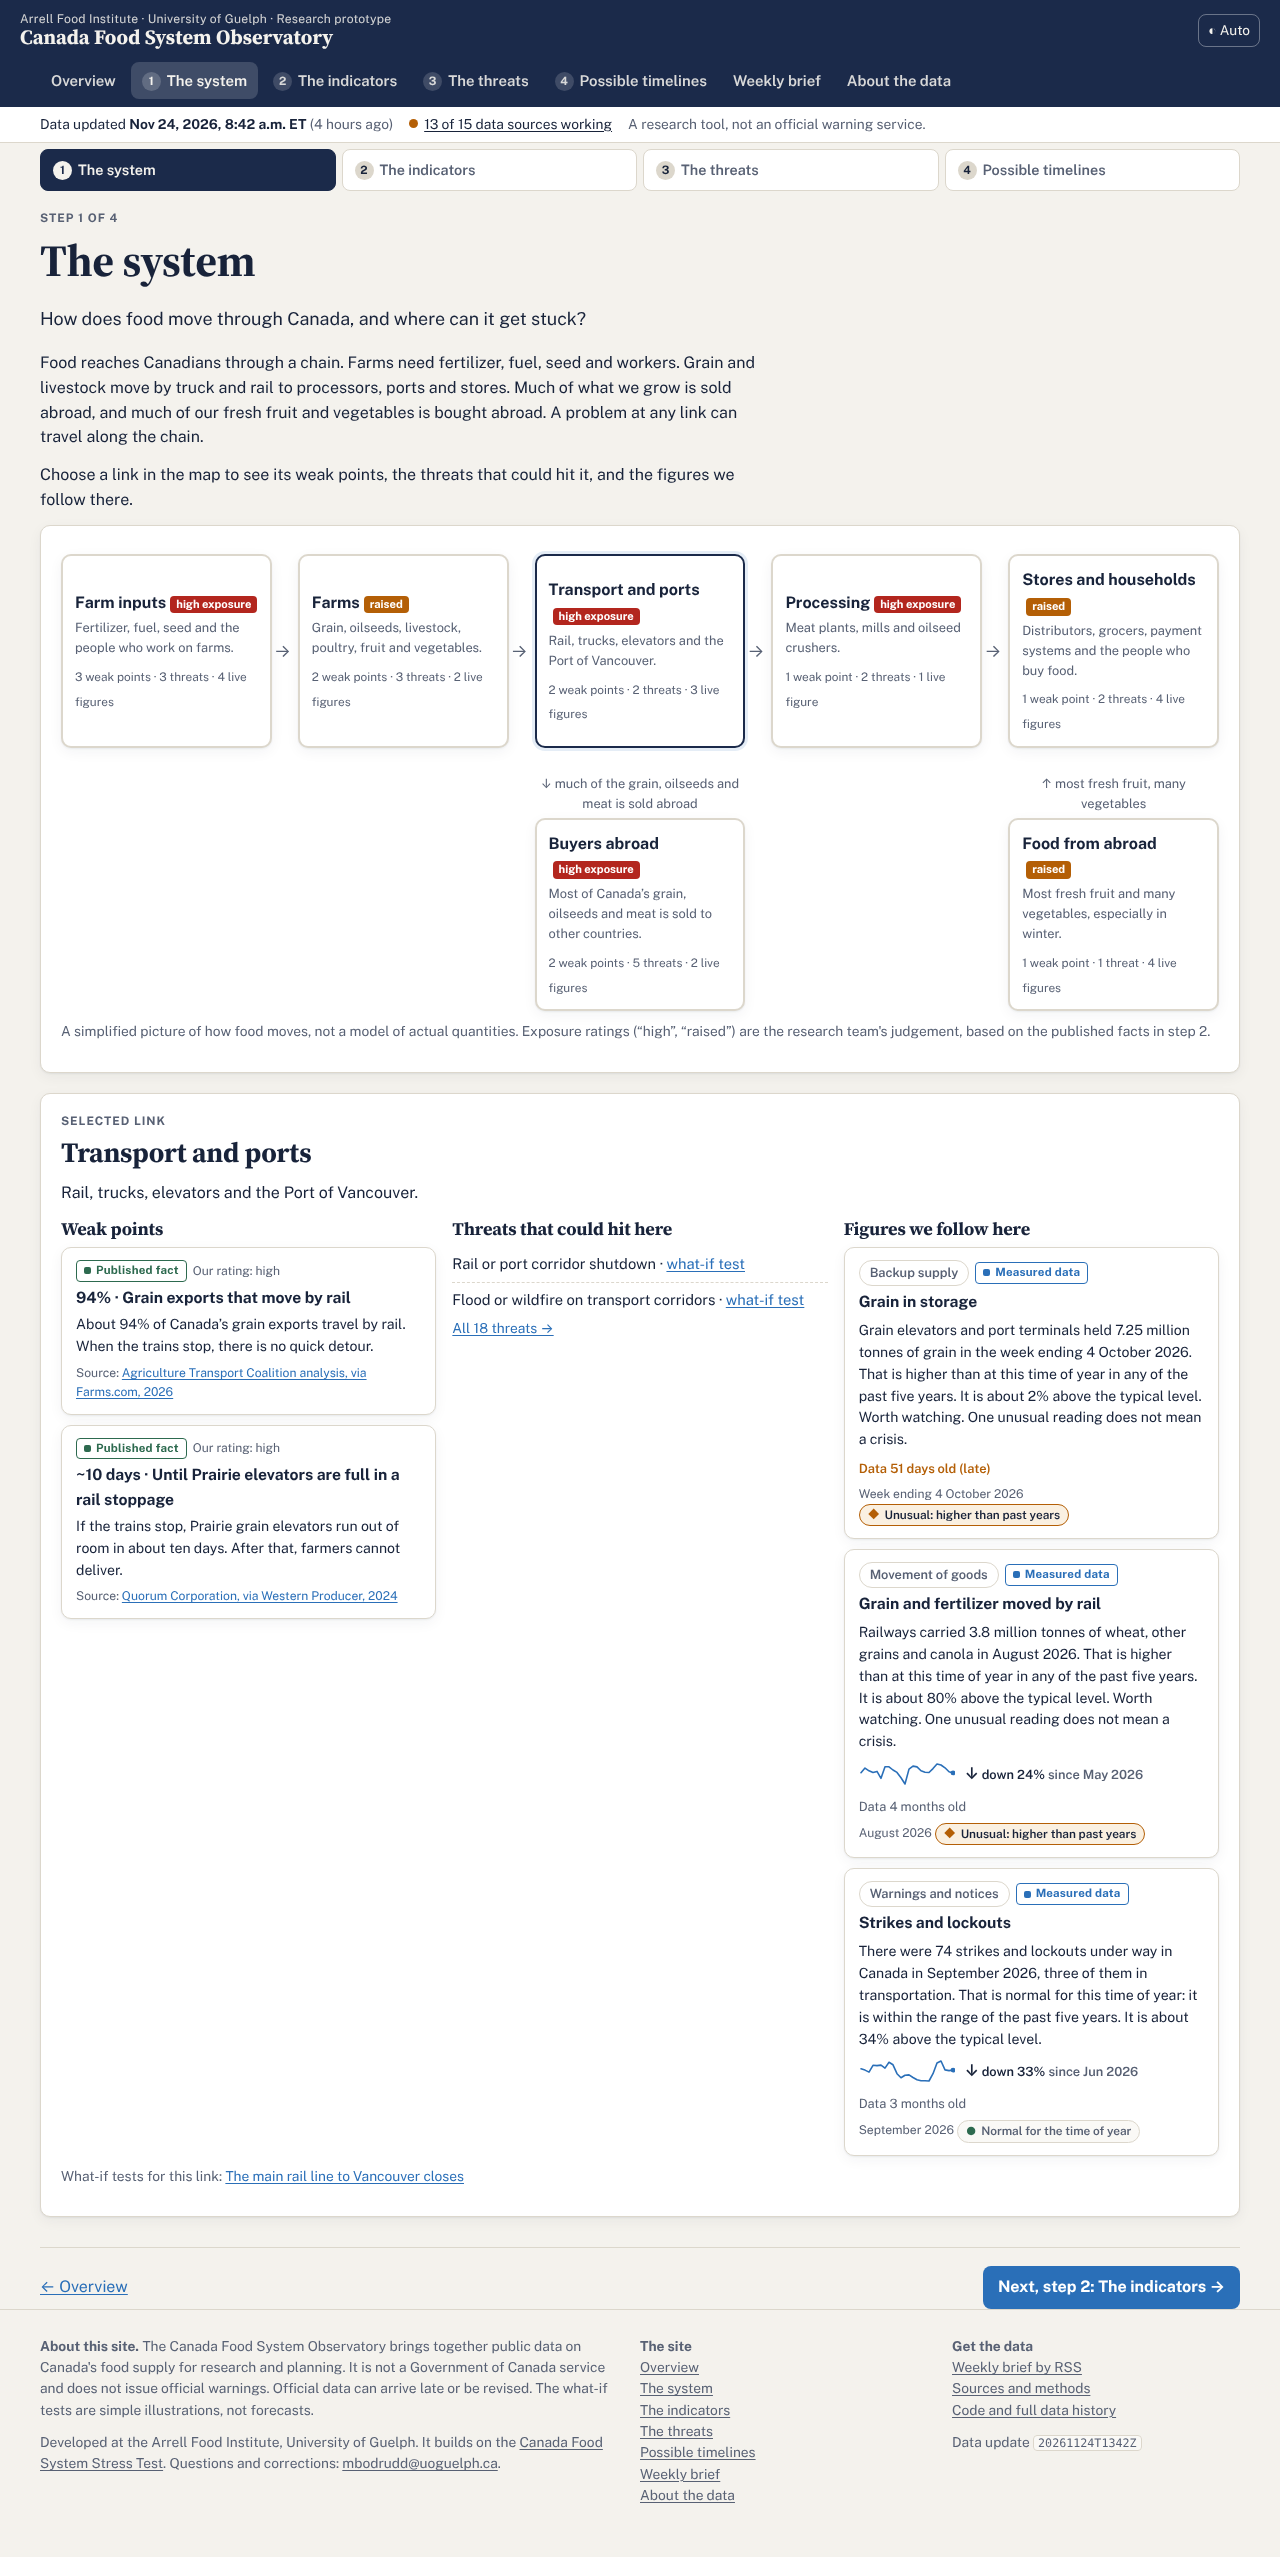 Arrell Food Institute · University of Guelph · Research prototype
Canada Food System Observatory
Auto
Overview
1 The system
2 The indicators
3 The threats
4 Possible timelines
Weekly brief
About the data
Data updated Nov 24, 2026, 8:42 a.m. ET (4 hours ago)
13 of 15 data sources working
A research tool, not an official warning service.
1 The system
2 The indicators
3 The threats
4 Possible timelines
STEP 1 OF 4
The system
How does food move through Canada, and where can it get stuck?
Food reaches Canadians through a chain. Farms need fertilizer, fuel, seed and workers. Grain and
livestock move by truck and rail to processors, ports and stores. Much of what we grow is sold
abroad, and much of our fresh fruit and vegetables is bought abroad. A problem at any link can
travel along the chain.
Choose a link in the map to see its weak points, the threats that could hit it, and the figures we
follow there.
Farm inputs high exposure
Fertilizer, fuel, seed and the
people who work on farms.
3 weak points · 3 threats · 4 live
figures
→
Farms raised
Grain, oilseeds, livestock,
poultry, fruit and vegetables.
2 weak points · 3 threats · 2 live
figures
→
Transport and ports
high exposure
Rail, trucks, elevators and the
Port of Vancouver.
2 weak points · 2 threats · 3 live
figures
→
Processing high exposure
Meat plants, mills and oilseed
crushers.
1 weak point · 2 threats · 1 live
figure
→
Stores and households
raised
Distributors, grocers, payment
systems and the people who
buy food.
1 weak point · 2 threats · 4 live
figures
↓ much of the grain, oilseeds and
meat is sold abroad
Buyers abroad
high exposure
Most of Canada's grain,
oilseeds and meat is sold to
other countries.
2 weak points · 5 threats · 2 live
figures
↑ most fresh fruit, many
vegetables
Food from abroad
raised
Most fresh fruit and many
vegetables, especially in
winter.
1 weak point · 1 threat · 4 live
figures
A simplified picture of how food moves, not a model of actual quantities. Exposure ratings (“high”, “raised”) are the research team's judgement, based on the published facts in step 2.
SELECTED LINK
Transport and ports
Rail, trucks, elevators and the Port of Vancouver.
Weak points
Published fact Our rating: high
94% · Grain exports that move by rail
About 94% of Canada's grain exports travel by rail.
When the trains stop, there is no quick detour.
Source: Agriculture Transport Coalition analysis, via
Farms.com, 2026
Published fact Our rating: high
~10 days · Until Prairie elevators are full in a
rail stoppage
If the trains stop, Prairie grain elevators run out of
room in about ten days. After that, farmers cannot
deliver.
Source: Quorum Corporation, via Western Producer, 2024
Threats that could hit here
Rail or port corridor shutdown · what-if test
Flood or wildfire on transport corridors · what-if test
All 18 threats →
Figures we follow here
Backup supply Measured data
Grain in storage
Grain elevators and port terminals held 7.25 million
tonnes of grain in the week ending 4 October 2026.
That is higher than at this time of year in any of the
past five years. It is about 2% above the typical level.
Worth watching. One unusual reading does not mean
a crisis.
Data 51 days old (late)
Week ending 4 October 2026
Unusual: higher than past years
Movement of goods Measured data
Grain and fertilizer moved by rail
Railways carried 3.8 million tonnes of wheat, other
grains and canola in August 2026. That is higher
than at this time of year in any of the past five years.
It is about 80% above the typical level. Worth
watching. One unusual reading does not mean a
crisis.
↓ down 24% since May 2026
Data 4 months old
August 2026 Unusual: higher than past years
Warnings and notices Measured data
Strikes and lockouts
There were 74 strikes and lockouts under way in
Canada in September 2026, three of them in
transportation. That is normal for this time of year: it
is within the range of the past five years. It is about
34% above the typical level.
↓ down 33% since Jun 2026
Data 3 months old
September 2026 Normal for the time of year
What-if tests for this link: The main rail line to Vancouver closes
← Overview
Next, step 2: The indicators →
About this site. The Canada Food System Observatory brings together public data on
Canada's food supply for research and planning. It is not a Government of Canada service
and does not issue official warnings. Official data can arrive late or be revised. The what-if
tests are simple illustrations, not forecasts.
Developed at the Arrell Food Institute, University of Guelph. It builds on the Canada Food
System Stress Test. Questions and corrections: mbodrudd@uoguelph.ca.
The site
Overview
The system
The indicators
The threats
Possible timelines
Weekly brief
About the data
Get the data
Weekly brief by RSS
Sources and methods
Code and full data history
Data update 20261124T1342Z